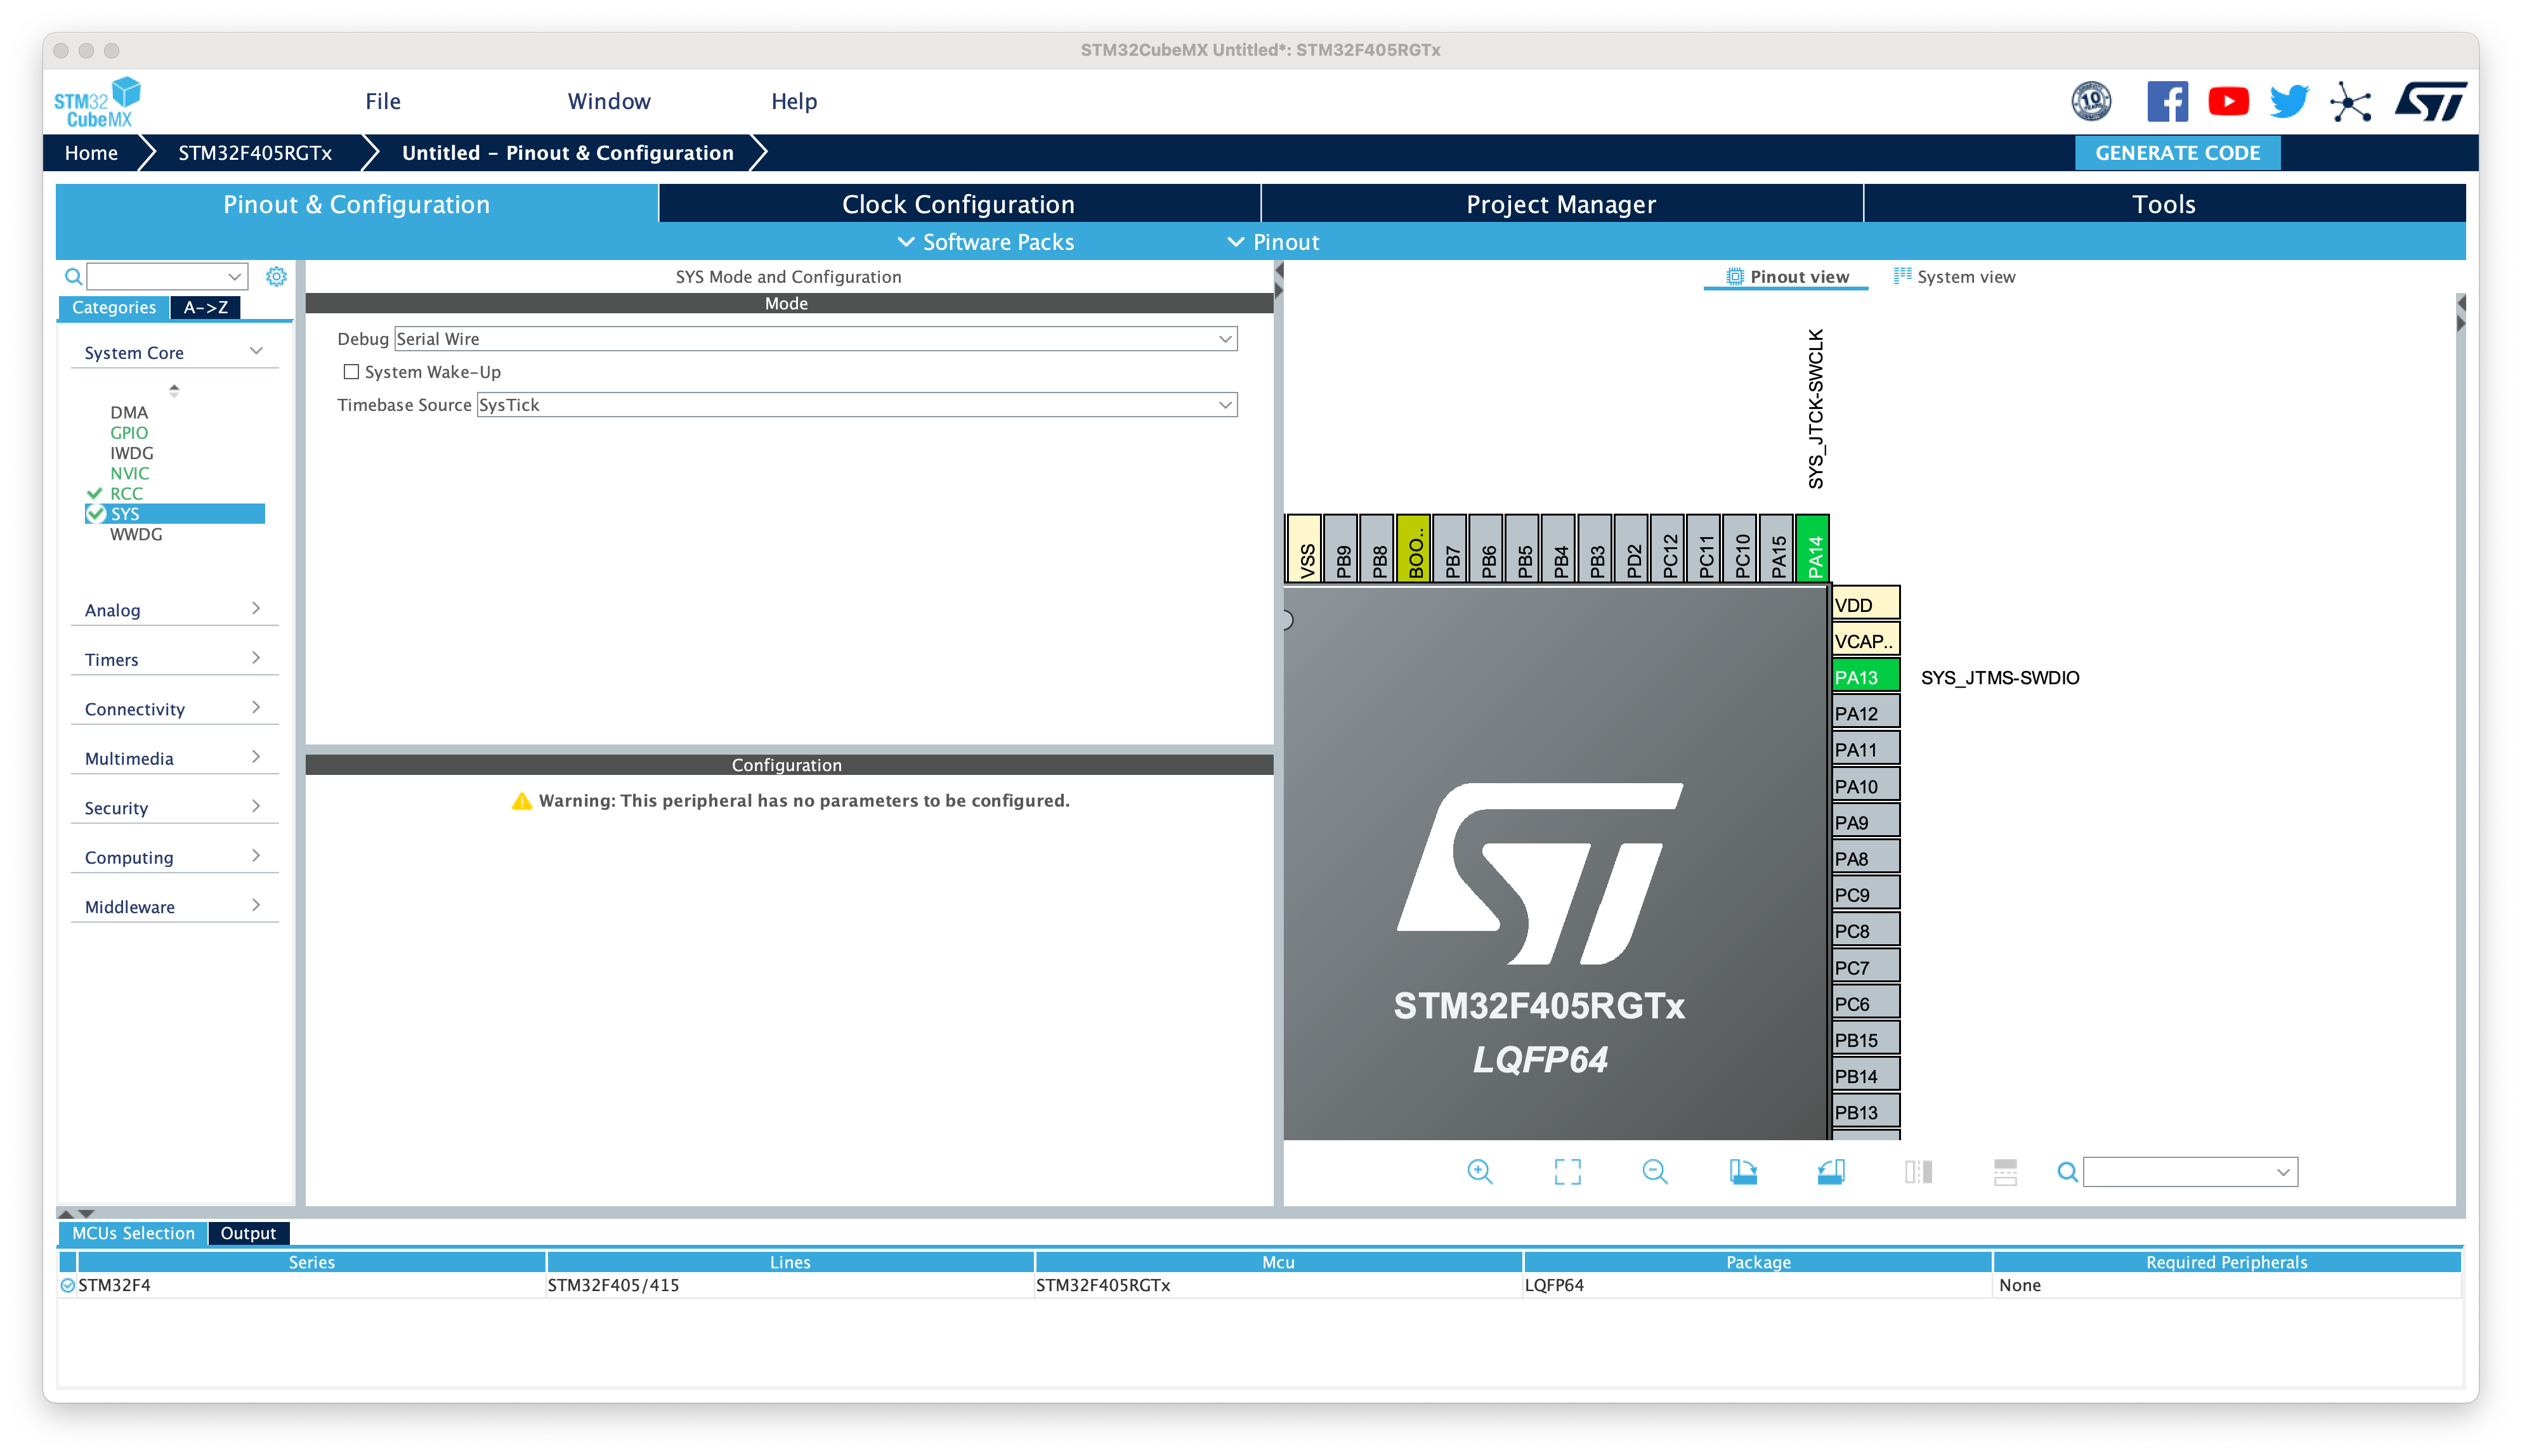 STM32CubeMX Untitled*: STM32F405RGTx
STM32
CubeMX
File Window Help
10
Home STM32F405RGTx Untitled - Pinout & Configuration GENERATE CODE
Pinout & Configuration Clock Configuration Project Manager Tools
Software Packs Pinout
Categories A->Z
System Core
DMA
GPIO
IWDG
NVIC
RCC
SYS
WWDG
Analog
Timers
Connectivity
Multimedia
Security
Computing
Middleware
SYS Mode and Configuration
Mode
Debug Serial Wire
System Wake-Up
Timebase Source SysTick
Configuration
Warning: This peripheral has no parameters to be configured.
Pinout view System view
SYS_JTCK-SWCLK
VSS PB9 PB8 BOO.. PB7 PB6 PB5 PB4 PB3 PD2 PC12 PC11 PC10 PA15 PA14
VDD
VCAP..
PA13 SYS_JTMS-SWDIO
PA12
PA11
PA10
PA9
PA8
PC9
PC8
PC7
PC6
PB15
PB14
PB13
ST
STM32F405RGTx
LQFP64
MCUs Selection Output
Series Lines Mcu Package Required Peripherals
STM32F4 STM32F405/415 STM32F405RGTx LQFP64 None